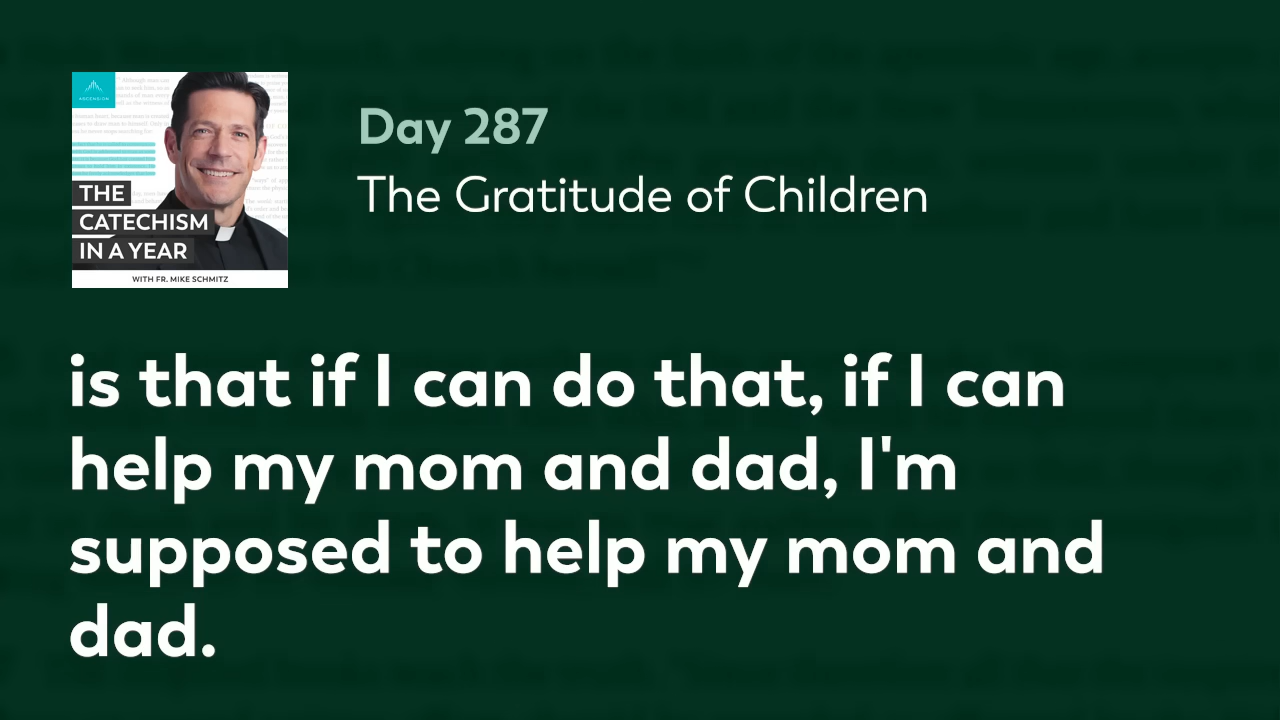 ASCENSION
THE
CATECHISM
IN A YEAR
WITH FR. MIKE SCHMITZ
Day 287
The Gratitude of Children
is that if I can do that, if I can
help my mom and dad, I'm
supposed to help my mom and
dad.